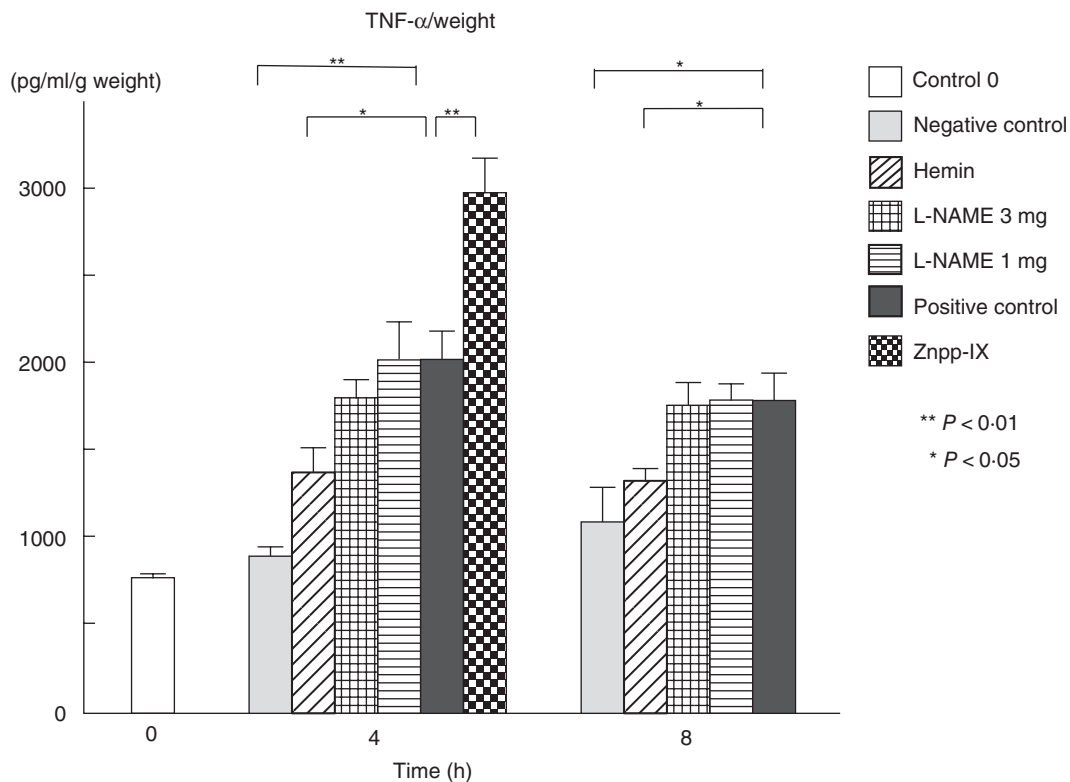 TNF-α/weight
(pg/ml/g weight)
**
*
**
*
*
3000
2000
1000
0
0
4
8
Time (h)
Control 0
Negative control
Hemin
L-NAME 3 mg
L-NAME 1 mg
Positive control
Znpp-IX
** P < 0·01
* P < 0·05